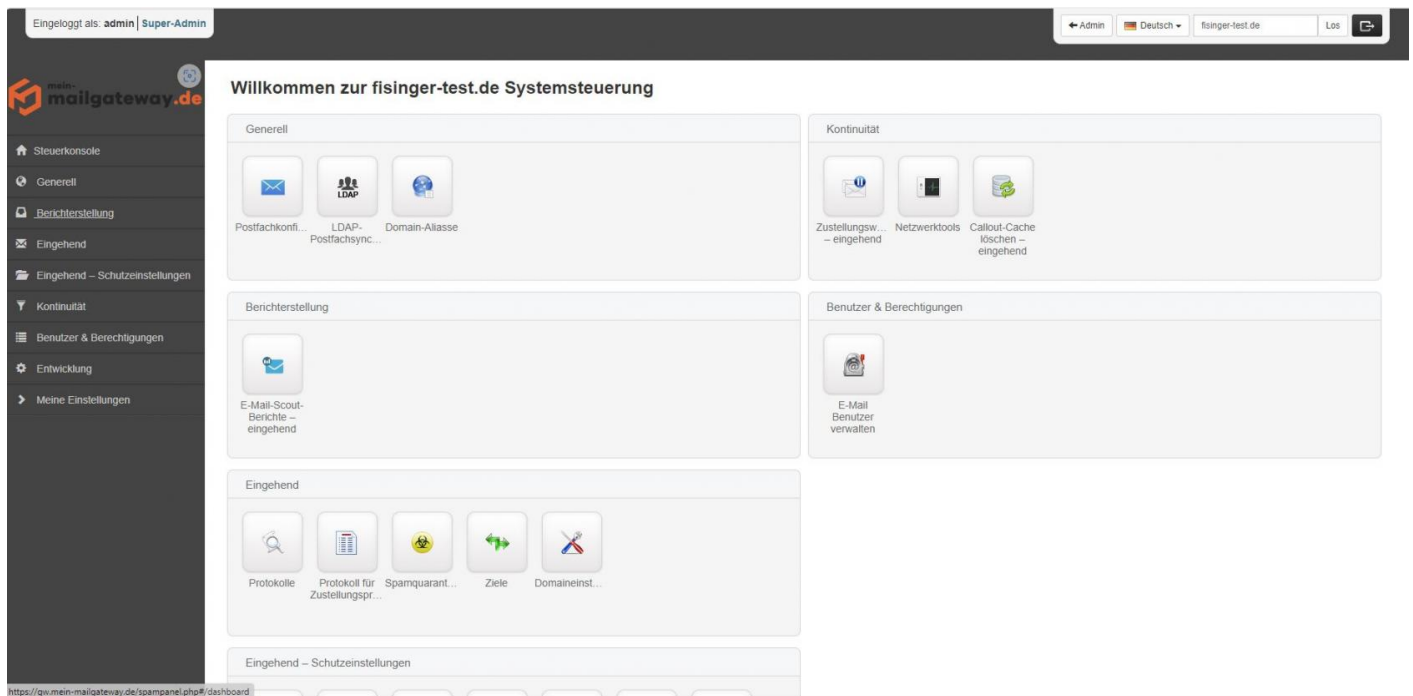 Eingeloggt als: admin | Super-Admin
Admin
Deutsch
fisinger-test.de
Los
mein-
mailgateway.de
Steuerkonsole
Generell
Berichterstellung
Eingehend
Eingehend – Schutzeinstellungen
Kontinuität
Benutzer & Berechtigungen
Entwicklung
Meine Einstellungen
Willkommen zur fisinger-test.de Systemsteuerung
Generell
Postfachkonfi...
LDAP
LDAP-
Postfachsync...
Domain-Aliasse
Kontinuität
Zustellungsw...
– eingehend
Netzwerktools
Callout-Cache
löschen –
eingehend
Berichterstellung
E-Mail-Scout-
Berichte –
eingehend
Benutzer & Berechtigungen
E-Mail
Benutzer
verwalten
Eingehend
Protokolle
Protokoll für
Zustellungspr...
Spamquarant...
Ziele
Domaineinst...
Eingehend – Schutzeinstellungen
https://gw.mein-mailgateway.de/spampanel.php#/dashboard